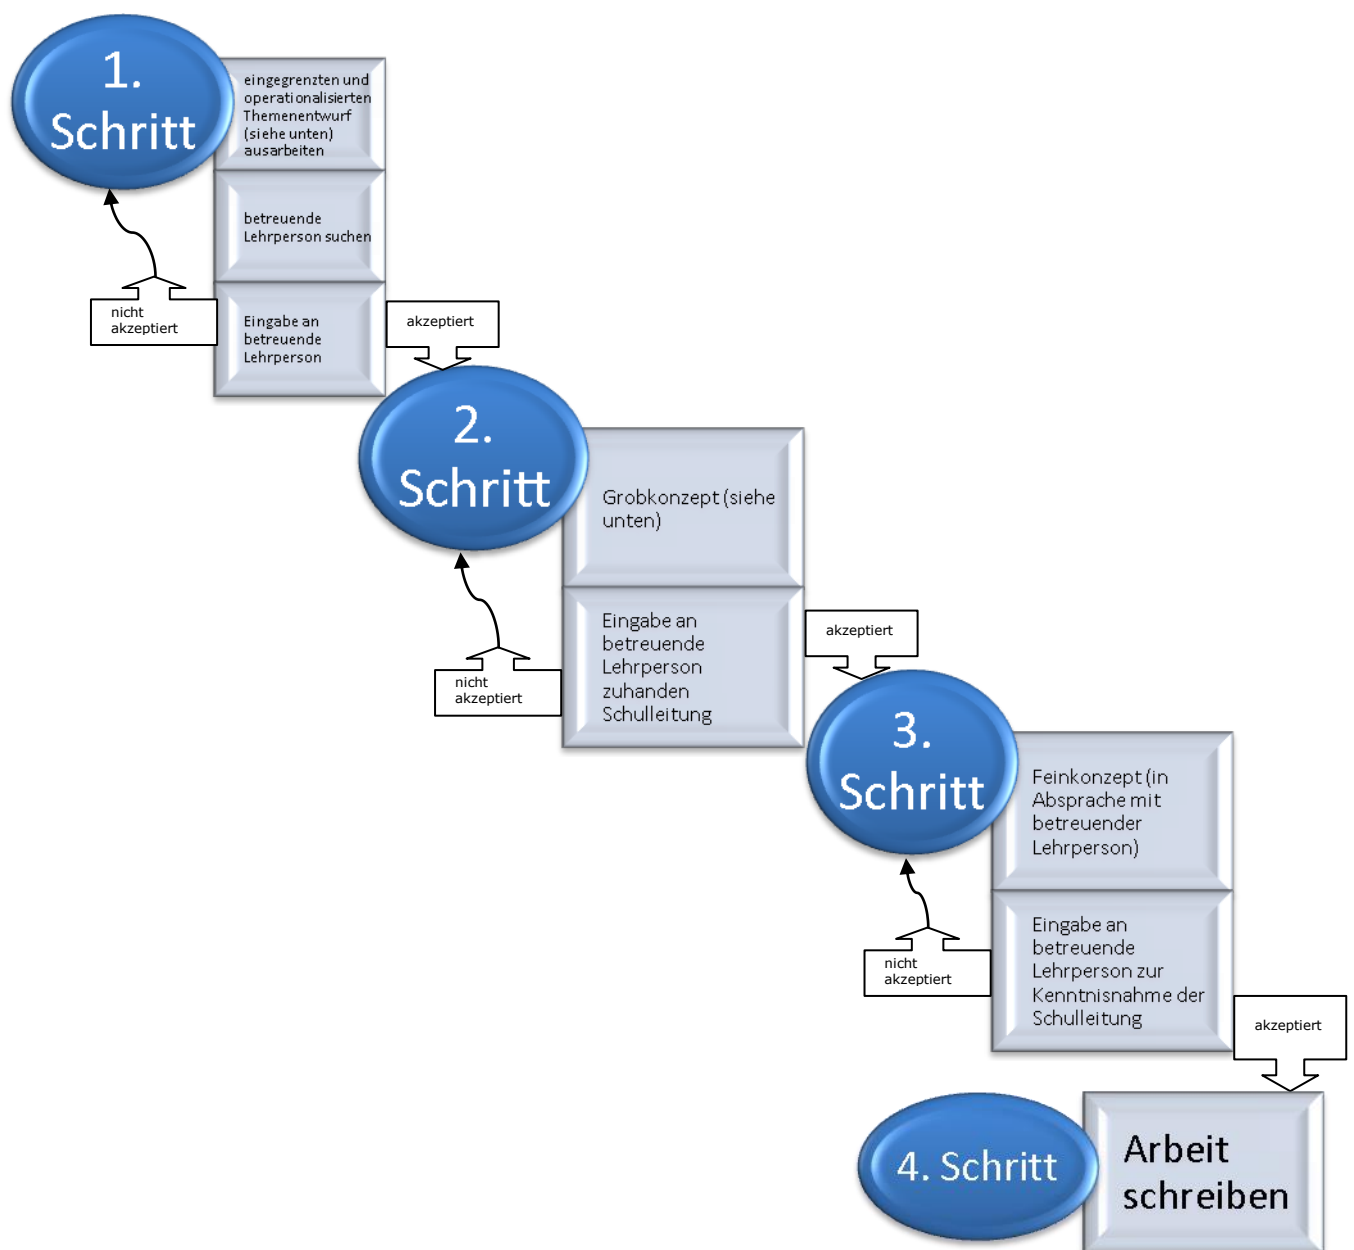 1.
Schritt
eingegrenzten und
operationalisierten
Themenentwurf
(siehe unten)
ausarbeiten
betreuende
Lehrperson suchen
Eingabe an
betreuende
Lehrperson
nicht
akzeptiert
akzeptiert
2.
Schritt
Grobkonzept (siehe
unten)
Eingabe an
betreuende
Lehrperson
zuhanden
Schulleitung
nicht
akzeptiert
akzeptiert
3.
Schritt
Feinkonzept (in
Absprache mit
betreuender
Lehrperson)
Eingabe an
betreuende
Lehrperson zur
Kenntnisnahme der
Schulleitung
nicht
akzeptiert
akzeptiert
4. Schritt
Arbeit
schreiben